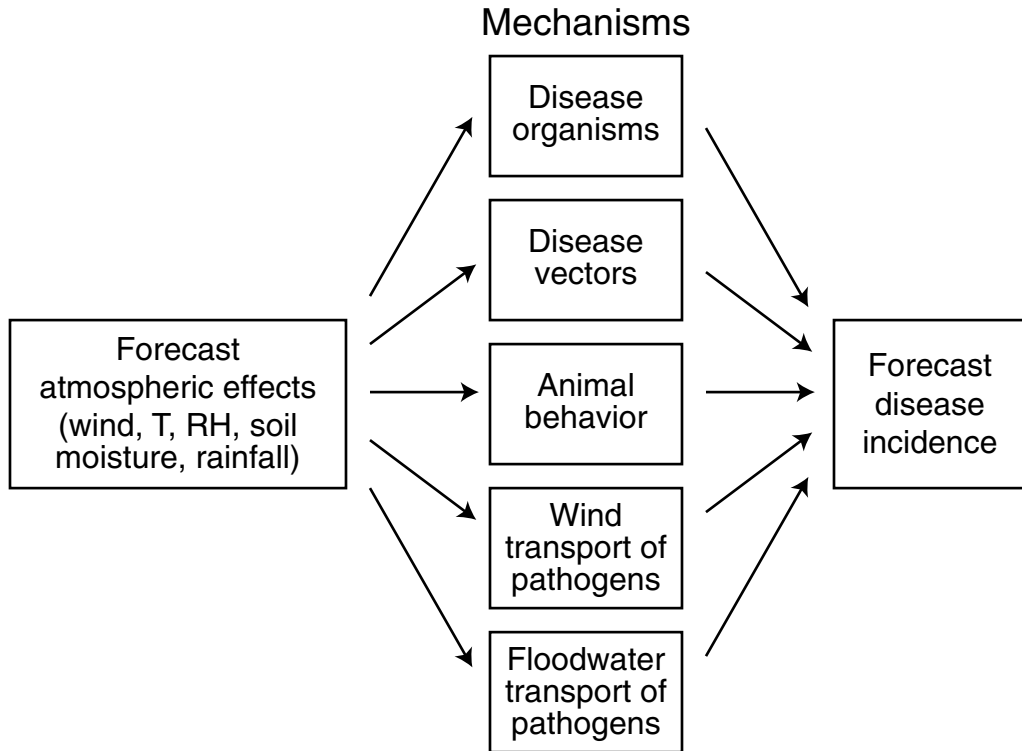 Mechanisms
Disease
organisms
Disease
vectors
Forecast
atmospheric effects
(wind, T, RH, soil
moisture, rainfall)
Animal
behavior
Forecast
disease
incidence
Wind
transport of
pathogens
Floodwater
transport of
pathogens